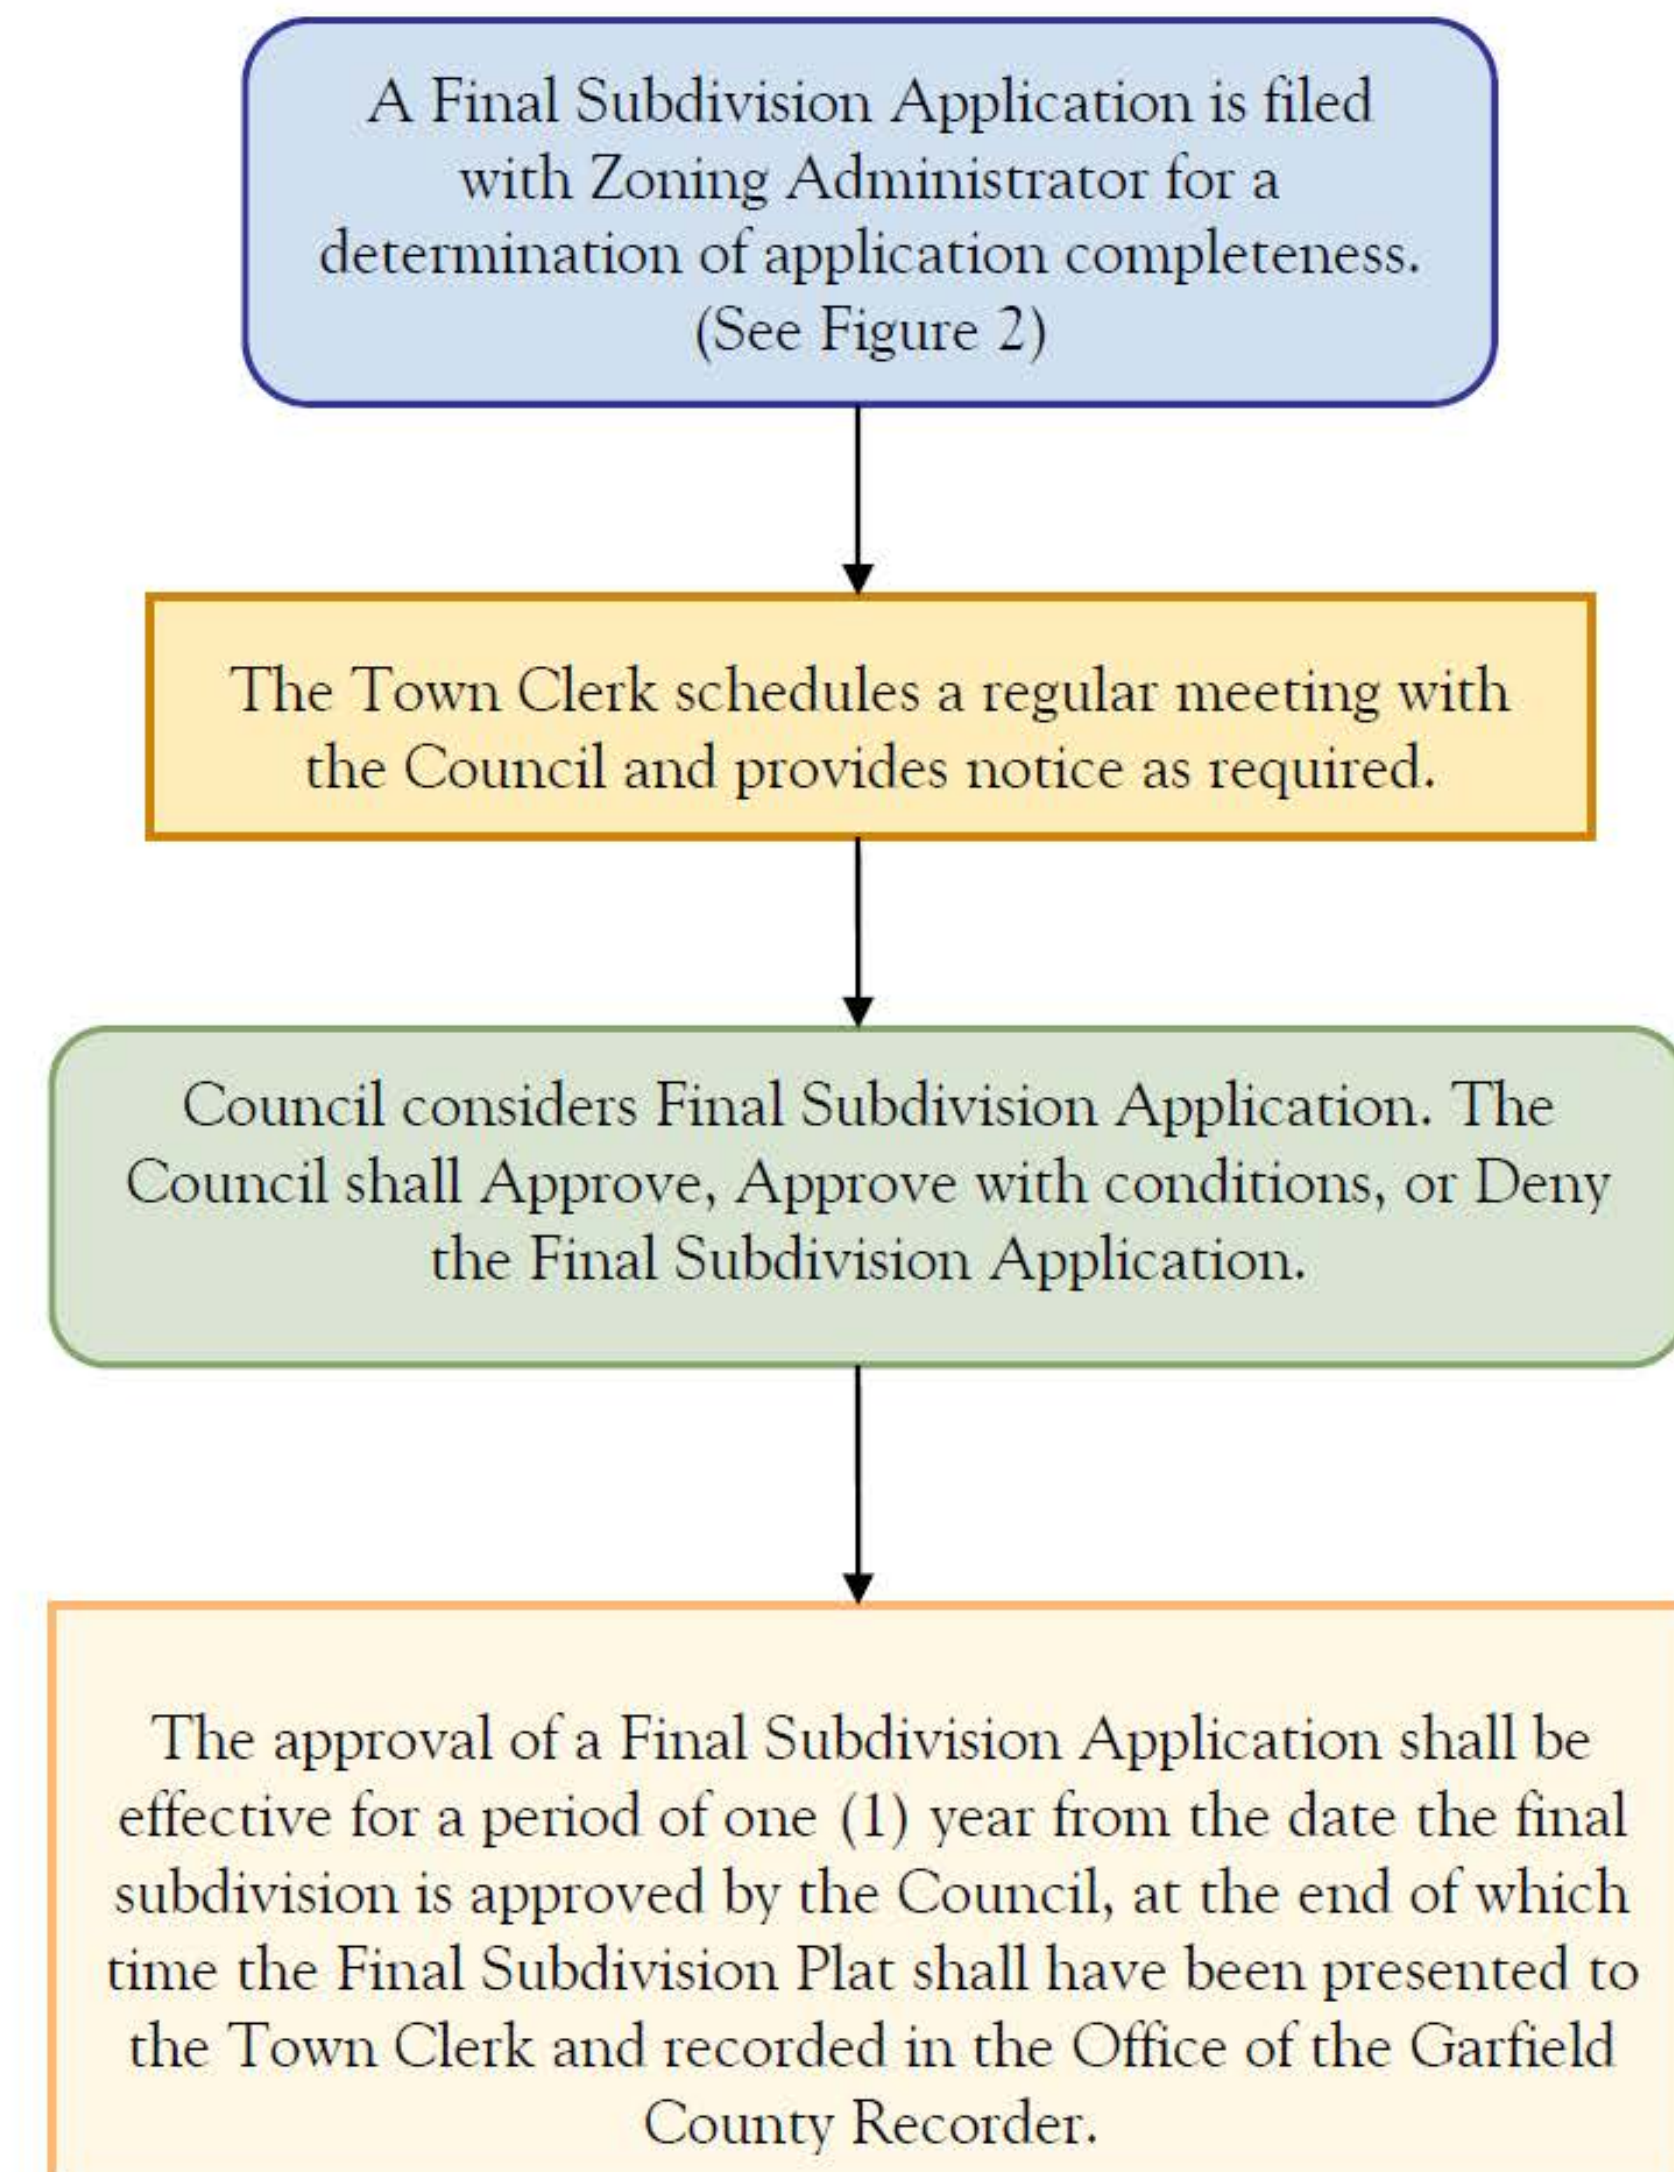 A Final Subdivision Application is filed
with Zoning Administrator for a
determination of application completeness.
(See Figure 2)
The Town Clerk schedules a regular meeting with
the Council and provides notice as required.
Council considers Final Subdivision Application. The
Council shall Approve, Approve with conditions, or Deny
the Final Subdivision Application.
The approval of a Final Subdivision Application shall be
effective for a period of one (1) year from the date the final
subdivision is approved by the Council, at the end of which
time the Final Subdivision Plat shall have been presented to
the Town Clerk and recorded in the Office of the Garfield
County Recorder.